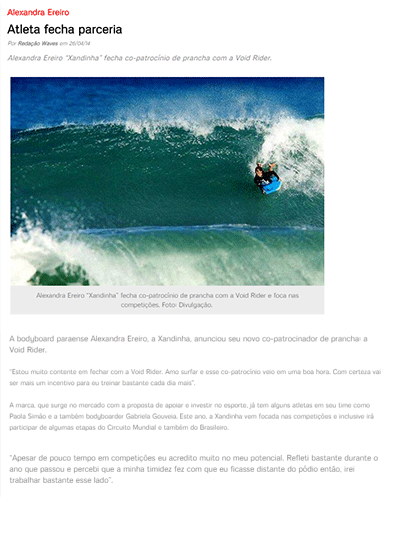 Alexandra Ereiro
Atleta fecha parceria
Por Redação Waves em 26/04/14
Alexandra Ereiro "Xandinha" fecha co-patrocínio de prancha com a Void Rider.
Alexandra Ereiro "Xandinha" fecha co-patrocínio de prancha com a Void Rider e foca nas
competições. Foto: Divulgação.
A bodyboard paraense Alexandra Ereiro, a Xandinha, anunciou seu novo co-patrocinador de prancha: a
Void Rider.
"Estou muito contente em fechar com a Void Rider. Amo surfar e esse co-patrocínio veio em uma boa hora. Com certeza vai
ser mais um incentivo para eu treinar bastante cada dia mais".
A marca, que surge no mercado com a proposta de apoiar e investir no esporte, já tem alguns atletas em seu time como
Paola Simão e a também bodyboarder Gabriela Gouveia. Este ano, a Xandinha vem focada nas competições e inclusive irá
participar de algumas etapas do Circuito Mundial e também do Brasileiro.
"Apesar de pouco tempo em competições eu acredito muito no meu potencial. Refleti bastante durante o
ano que passou e percebi que a minha timidez fez com que eu ficasse distante do pódio então, irei
trabalhar bastante esse lado".